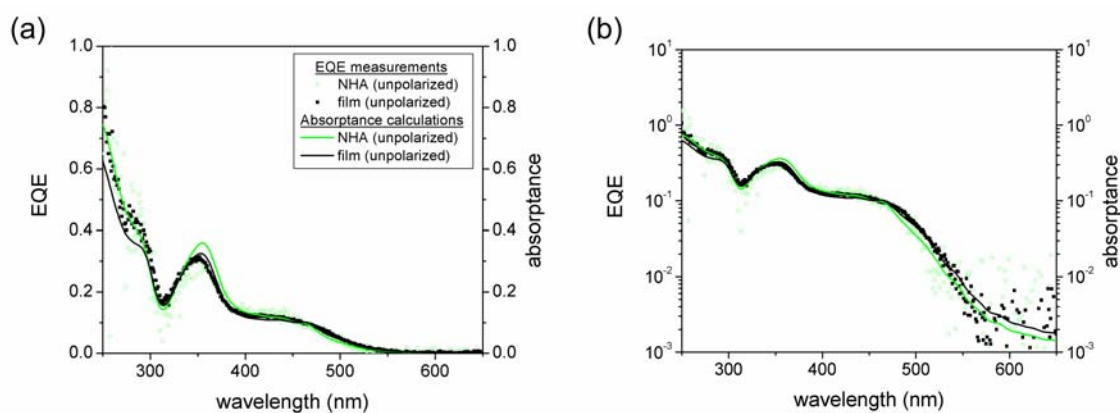 (a)
1.0
0.8
0.6
0.4
0.2
0.0
EQE
EQE measurements
NHA (unpolarized)
film (unpolarized)
Absorptance calculations
NHA (unpolarized)
film (unpolarized)
1.0
0.8
0.6
0.4
0.2
0.0
absorptance
300 400 500 600
wavelength (nm)
(b)
10¹
10⁰
10⁻¹
10⁻²
10⁻³
EQE
10¹
10⁰
10⁻¹
10⁻²
10⁻³
absorptance
300 400 500 600
wavelength (nm)